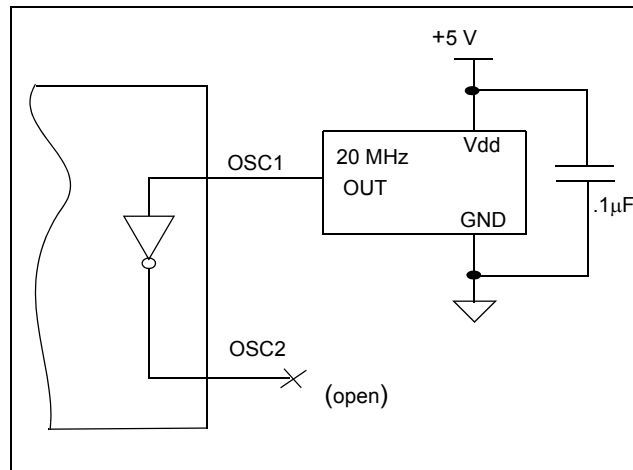 +5 V
Vdd
20 MHz
OSC1
OUT
GND
.1μF
OSC2
(open)